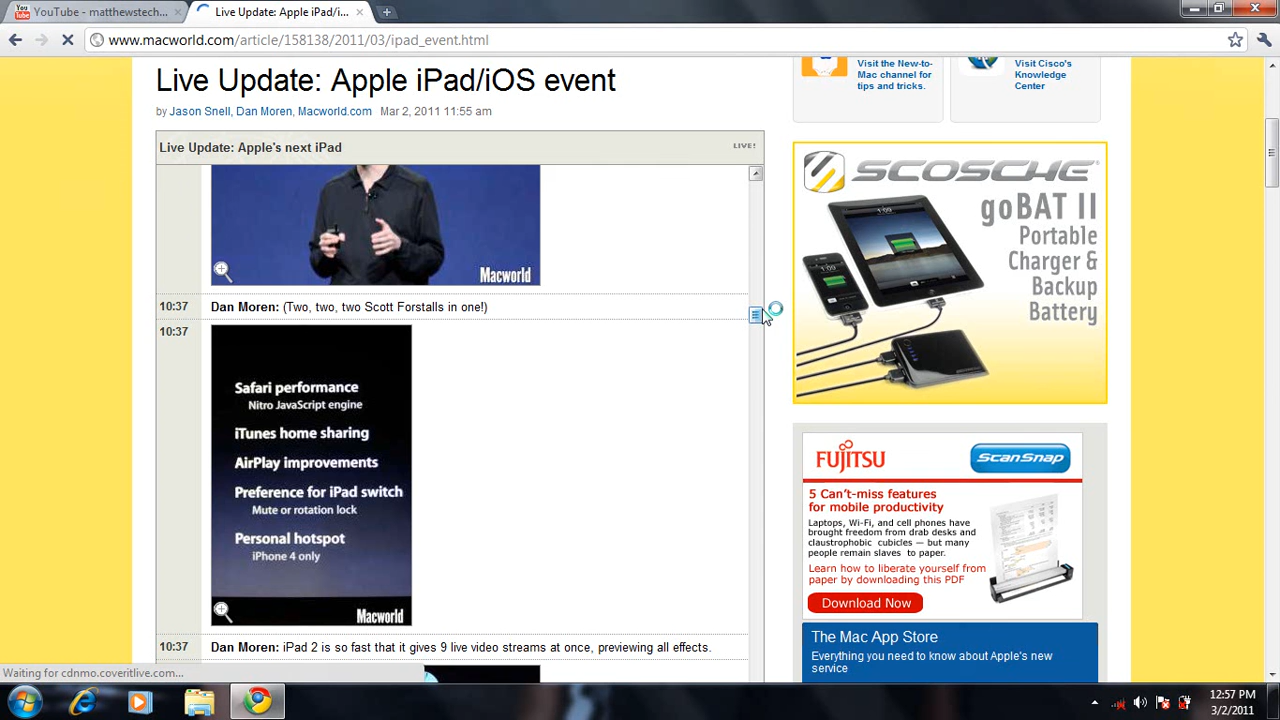 YouTube - matthewstech...
Live Update: Apple iPad/i...
www.macworld.com/article/158138/2011/03/ipad_event.html
Live Update: Apple iPad/iOS event
by Jason Snell, Dan Moren, Macworld.com Mar 2, 2011 11:55 am
Live Update: Apple's next iPad
LIVE!
Macworld
10:37 Dan Moren: (Two, two, two Scott Forstalls in one!)
10:37
Safari performance
Nitro JavaScript engine
iTunes home sharing
AirPlay improvements
Preference for iPad switch
Mute or rotation lock
Personal hotspot
iPhone 4 only
Macworld
10:37 Dan Moren: iPad 2 is so fast that it gives 9 live video streams at once, previewing all effects.
Visit the New-to-
Mac channel for
tips and tricks.
Visit Cisco's
Knowledge
Center
SCOSCHE
goBAT II
Portable
Charger &
Backup
Battery
1:09
1:09
FUJITSU
ScanSnap
5 Can't-miss features
for mobile productivity
Laptops, Wi-Fi, and cell phones have
brought freedom from drab desks and
claustrophobic cubicles — but many
people remain slaves to paper.
Learn how to liberate yourself from
paper by downloading this PDF
Download Now
The Mac App Store
Everything you need to know about Apple's new
service
Waiting for cdnmo.coveritlive.com...
12:57 PM
3/2/2011